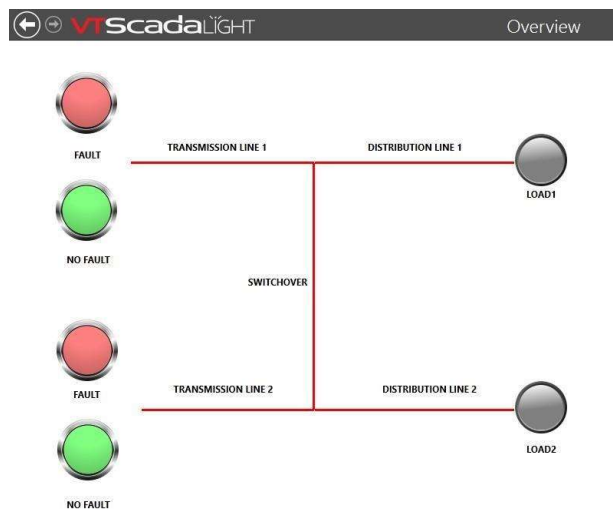 VTScadaLIGHT
Overview
FAULT
TRANSMISSION LINE 1
DISTRIBUTION LINE 1
LOAD1
NO FAULT
SWITCHOVER
FAULT
TRANSMISSION LINE 2
DISTRIBUTION LINE 2
LOAD2
NO FAULT